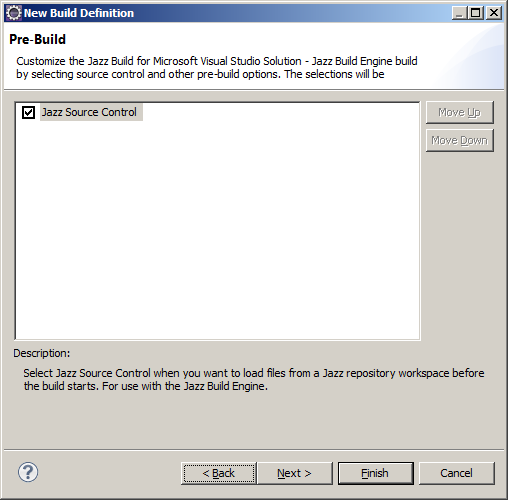 New Build Definition
Pre-Build
Customize the Jazz Build for Microsoft Visual Studio Solution - Jazz Build Engine build
by selecting source control and other pre-build options. The selections will be
Jazz Source Control
Move Up
Move Down
Description:
Select Jazz Source Control when you want to load files from a Jazz repository workspace before
the build starts. For use with the Jazz Build Engine.
?
< Back
Next >
Finish
Cancel